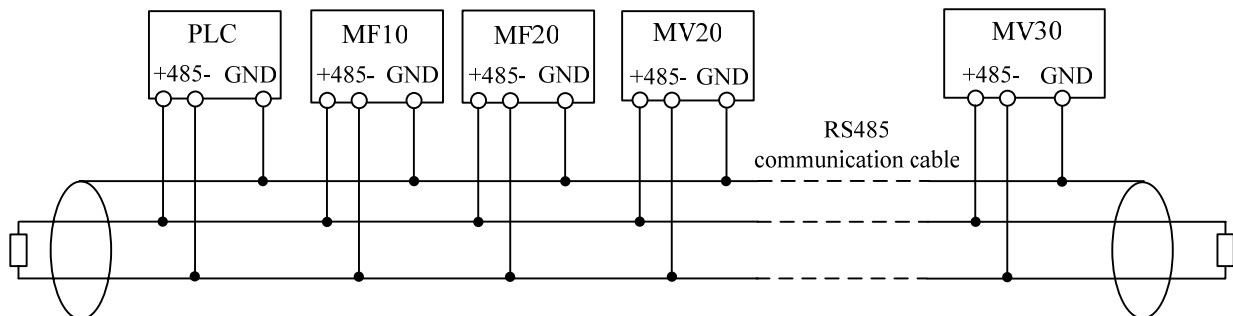 PLC
+485- GND
MF10
+485- GND
MF20
+485- GND
MV20
+485- GND
MV30
+485- GND
RS485
communication cable